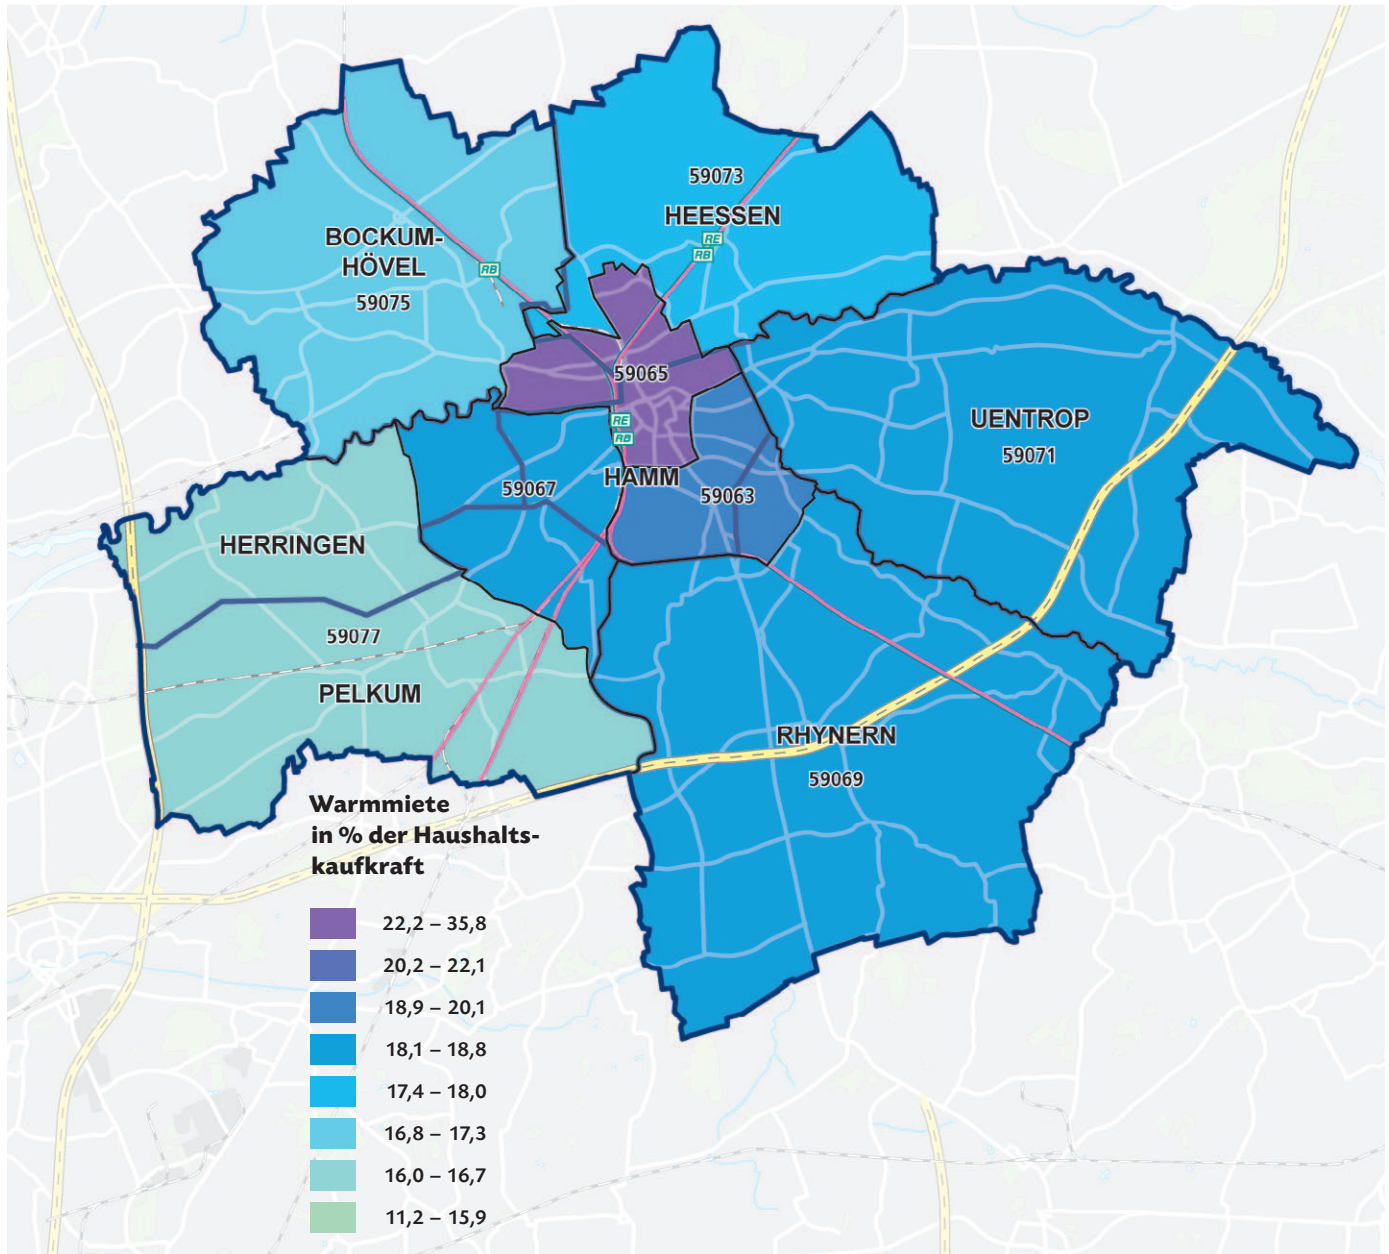 59073
HEESSEN
RE
RB
BOCKUM-
HÖVEL
RB
59075
59065
RE
RB
UENTROP
59071
HAMM
59067
59063
HERRINGEN
59077
PELKUM
RHYNERN
59069
Warmmiete
in % der Haushalts-
kaufkraft
22,2 – 35,8
20,2 – 22,1
18,9 – 20,1
18,1 – 18,8
17,4 – 18,0
16,8 – 17,3
16,0 – 16,7
11,2 – 15,9